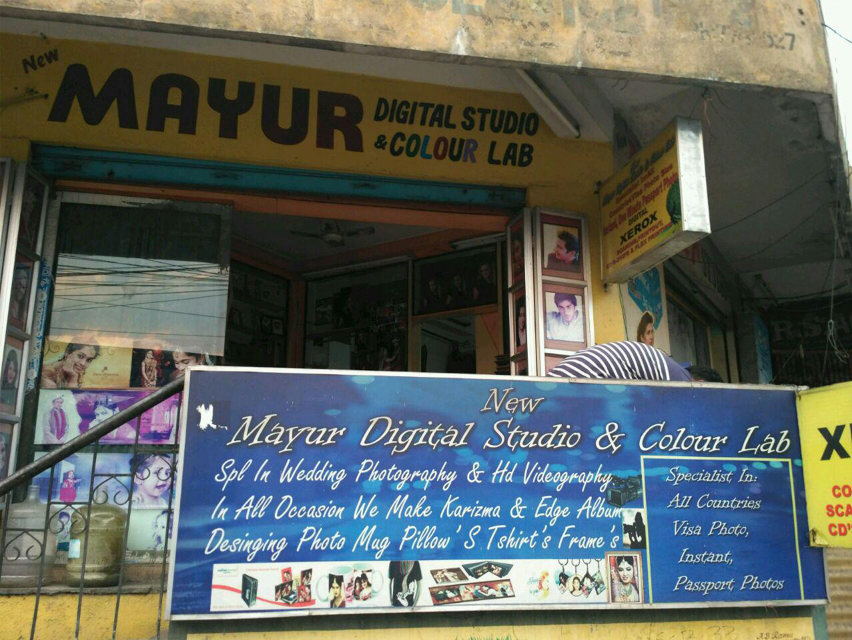 New
MAYUR
DIGITAL STUDIO
& COLOUR LAB
XEROX
New
Mayur Digital Studio & Colour Lab
Spl In Wedding Photography & Hd Videography
In All Occasion We Make Karizma & Edge Album
Desinging Photo Mug Pillow'S Tshirt's Frame's
Specialist In:
All Countries
Visa Photo,
Instant,
Passport Photos